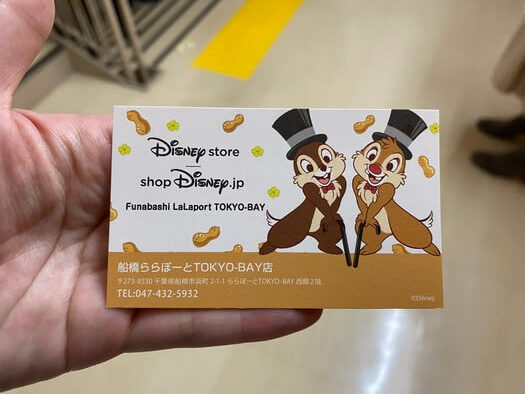 Disney store
shop Disney.jp
Funabashi LaLaport TOKYO-BAY
船橋ららぽーとTOKYO-BAY店
〒273-8530 千葉県船橋市浜町 2-1-1 ららぽーとTOKYO-BAY 西館2階
TEL:047-432-5932
©Disney